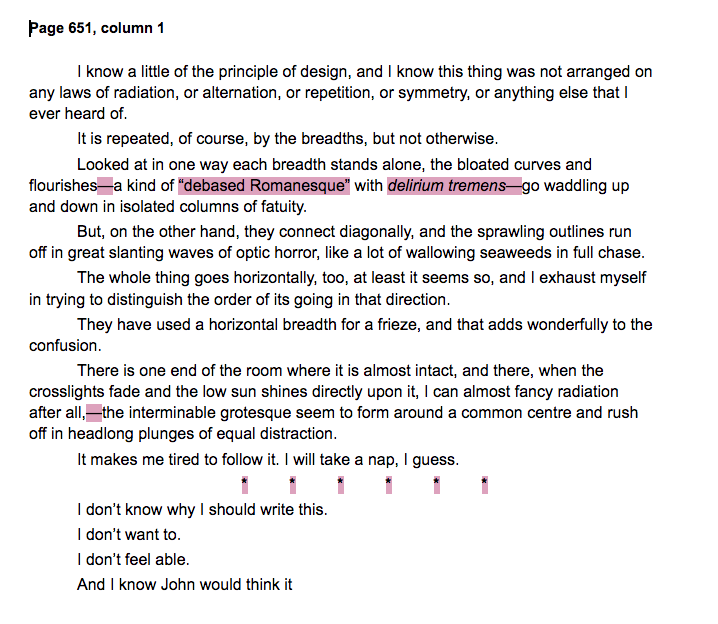 Page 651, column 1
I know a little of the principle of design, and I know this thing was not arranged on
any laws of radiation, or alternation, or repetition, or symmetry, or anything else that I
ever heard of.
It is repeated, of course, by the breadths, but not otherwise.
Looked at in one way each breadth stands alone, the bloated curves and
flourishes—a kind of “debased Romanesque” with delirium tremens—go waddling up
and down in isolated columns of fatuity.
But, on the other hand, they connect diagonally, and the sprawling outlines run
off in great slanting waves of optic horror, like a lot of wallowing seaweeds in full chase.
The whole thing goes horizontally, too, at least it seems so, and I exhaust myself
in trying to distinguish the order of its going in that direction.
They have used a horizontal breadth for a frieze, and that adds wonderfully to the
confusion.
There is one end of the room where it is almost intact, and there, when the
crosslights fade and the low sun shines directly upon it, I can almost fancy radiation
after all,—the interminable grotesque seem to form around a common centre and rush
off in headlong plunges of equal distraction.
It makes me tired to follow it. I will take a nap, I guess.
* * * * * *
I don’t know why I should write this.
I don’t want to.
I don’t feel able.
And I know John would think it